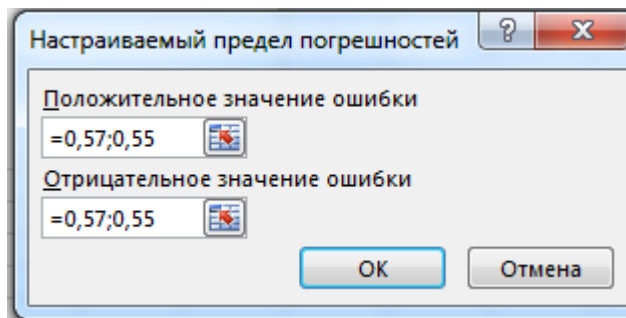 Настраиваемый предел погрешностей
Положительное значение ошибки
=0,57;0,55
Отрицательное значение ошибки
=0,57;0,55
ОК Отмена